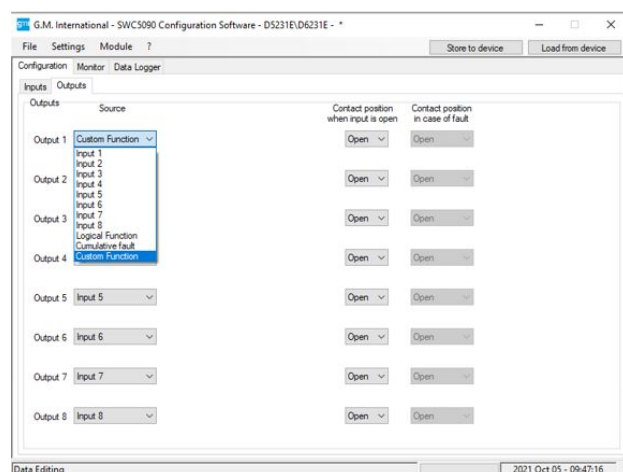 G.M. International - SWC5090 Configuration Software - D5231E\D6231E - *
File Settings Module ?
Store to device Load from device
Configuration Monitor Data Logger
Inputs Outputs
Outputs
Source
Contact position when input is open
Contact position in case of fault
Output 1 Custom Function Open Open
Input 1
Input 2
Input 3
Input 4
Input 5
Input 6
Input 7
Input 8
Logical Function
Cumulative fault
Custom Function
Output 2 Open Open
Output 3 Open Open
Output 4 Open Open
Output 5 Input 5 Open Open
Output 6 Input 6 Open Open
Output 7 Input 7 Open Open
Output 8 Input 8 Open Open
Data Editing
2021 Oct 05 - 09:47:16